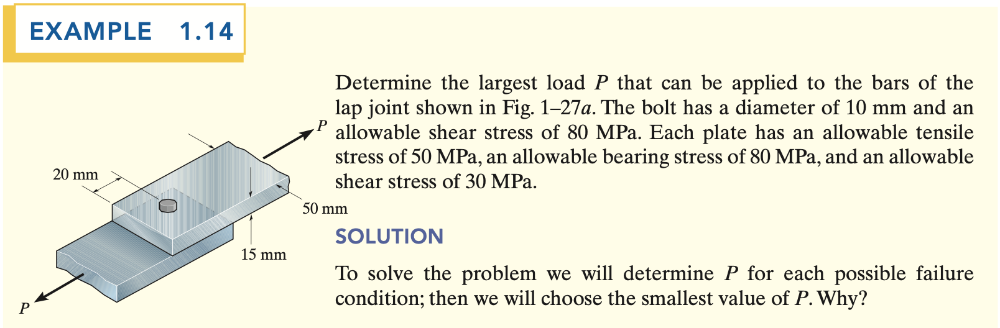 EXAMPLE 1.14
Determine the largest load P that can be applied to the bars of the
lap joint shown in Fig. 1–27a. The bolt has a diameter of 10 mm and an
allowable shear stress of 80 MPa. Each plate has an allowable tensile
stress of 50 MPa, an allowable bearing stress of 80 MPa, and an allowable
shear stress of 30 MPa.
P
20 mm
50 mm
15 mm
P
SOLUTION
To solve the problem we will determine P for each possible failure
condition; then we will choose the smallest value of P. Why?